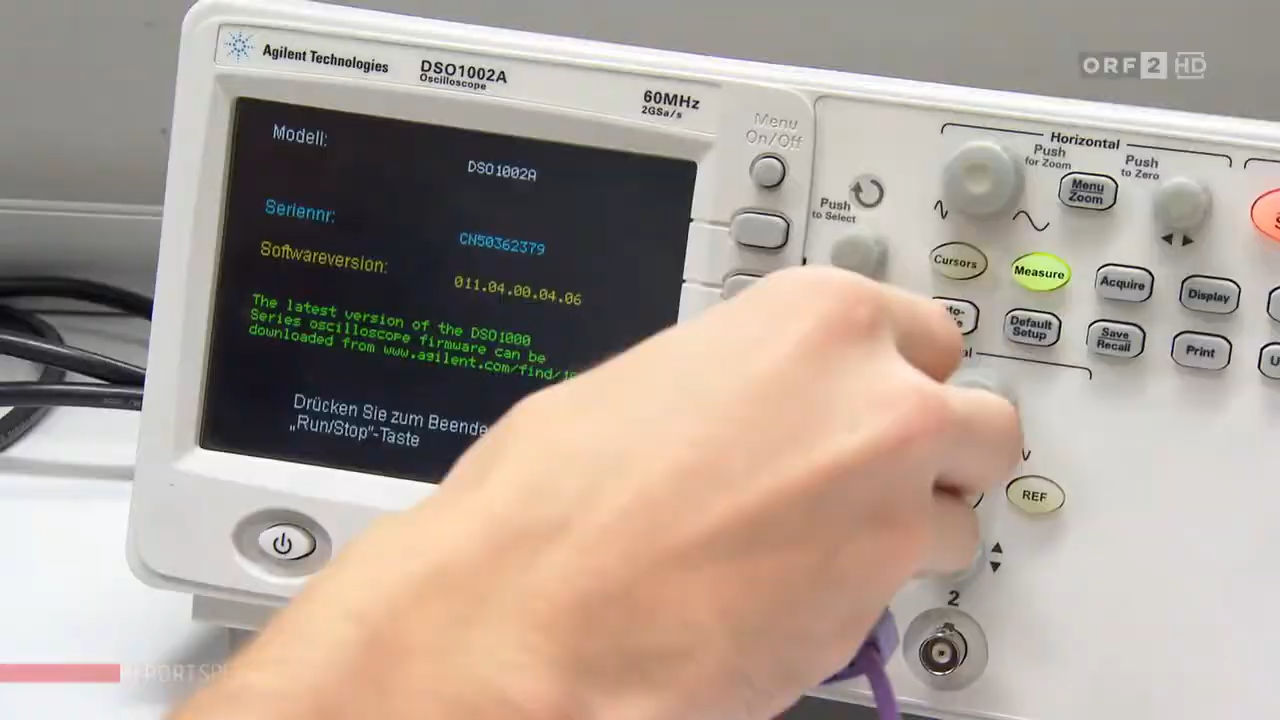 Agilent Technologies
DSO1002A
Oscilloscope
60MHz
2GSa/s
ORF 2 HD
Menu
On/Off
Modell:
DSO1002A
Seriennr:
CN50362379
Softwareversion:
011.04.00.04.06
The latest version of the DSO1000
Series oscilloscope firmware can be
downloaded from www.agilent.com/find/
Drücken Sie zum
„Run/Stop"-Taste
Push
to Select
Horizontal
Push
for Zoom
Menu
Zoom
Push
to Zero
Cursors
Measure
Acquire
Display
Default
Setup
Save
Recall
Print
REF
2